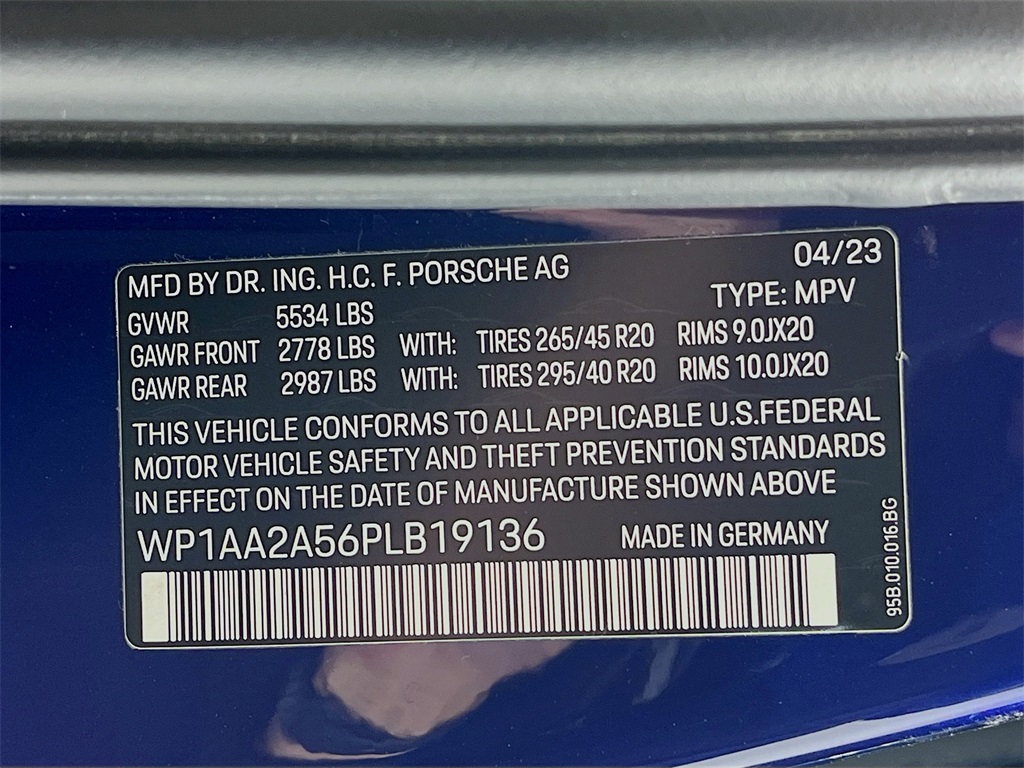 MFD BY DR. ING. H.C. F. PORSCHE AG 04/23
GVWR 5534 LBS TYPE: MPV
GAWR FRONT 2778 LBS WITH: TIRES 265/45 R20 RIMS 9.0JX20
GAWR REAR 2987 LBS WITH: TIRES 295/40 R20 RIMS 10.0JX20
THIS VEHICLE CONFORMS TO ALL APPLICABLE U.S.FEDERAL
MOTOR VEHICLE SAFETY AND THEFT PREVENTION STANDARDS
IN EFFECT ON THE DATE OF MANUFACTURE SHOWN ABOVE
WP1AA2A56PLB19136 MADE IN GERMANY
95B.010.016.BG